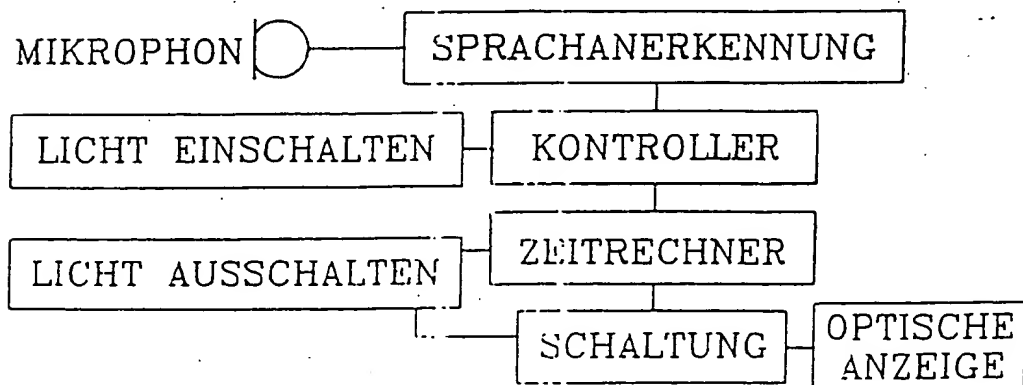 MIKROPHON
SPRACHANERKENNUNG
LICHT EINSCHALTEN
KONTROLLER
LICHT AUSSCHALTEN
ZEITRECHNER
SCHALTUNG
OPTISCHE
ANZEIGE